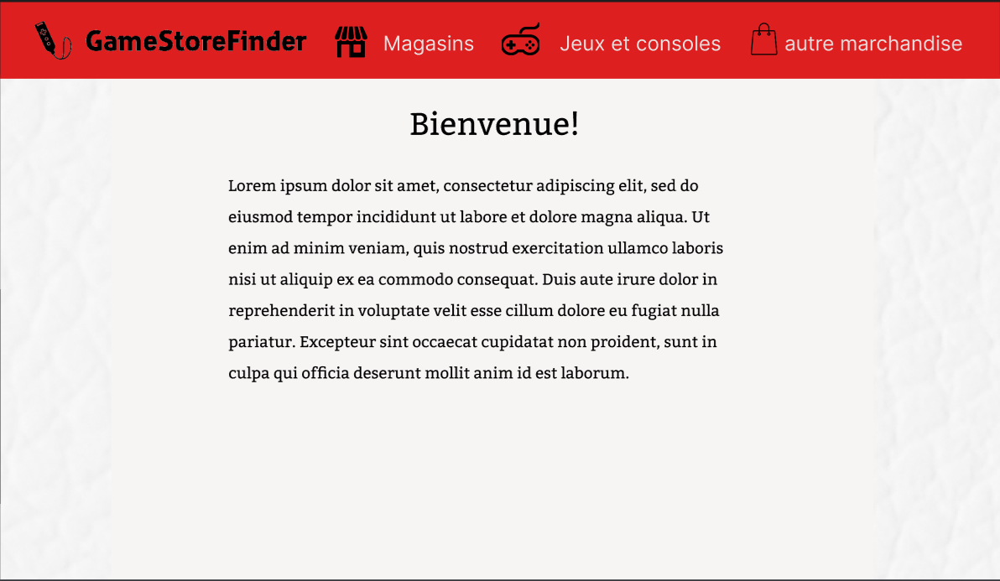 GameStoreFinder Magasins Jeux et consoles autre marchandise
Bienvenue!
Lorem ipsum dolor sit amet, consectetur adipiscing elit, sed do
eiusmod tempor incididunt ut labore et dolore magna aliqua. Ut
enim ad minim veniam, quis nostrud exercitation ullamco laboris
nisi ut aliquip ex ea commodo consequat. Duis aute irure dolor in
reprehenderit in voluptate velit esse cillum dolore eu fugiat nulla
pariatur. Excepteur sint occaecat cupidatat non proident, sunt in
culpa qui officia deserunt mollit anim id est laborum.